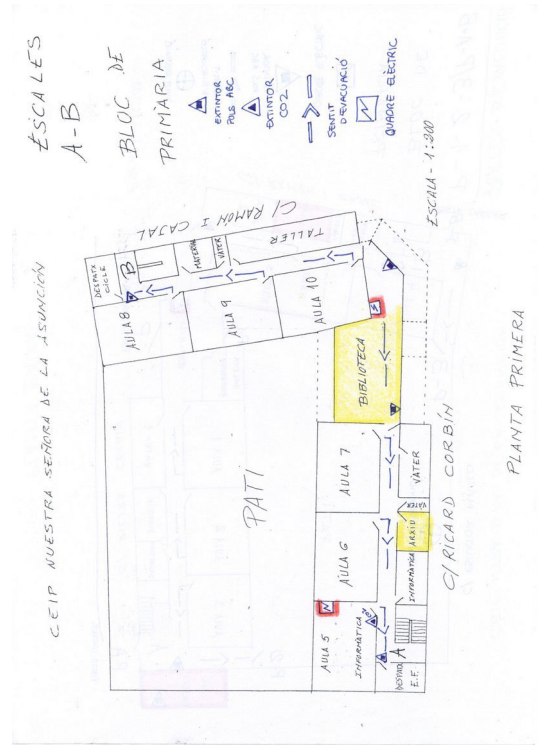 CEIP NUESTRA SEÑORA DE LA ASUNCIÓN
ESCALES
A-B
BLOC DE
PRIMÀRIA
EXTINTOR
POLS ABC
EXTINTOR
CO2
SENTIT
D'EVACUACIÓ
QUADRE ELÈCTRIC
ESCALA - 1:200
C/ RAMÓN I CAJAL
DESPATX
CICLE
B
MATERIAL
VÀTER
TALLER
AULA 8
AULA 9
AULA 10
BIBLIOTECA
PATI
AULA 7
AULA 6
AULA 5
INFORMÀTICA
VÀTER
VÀTER
ARXIU
INFORMÀTICA
A
DESPATX
E.F.
C/ RICARD CORBÍN
PLANTA PRIMERA